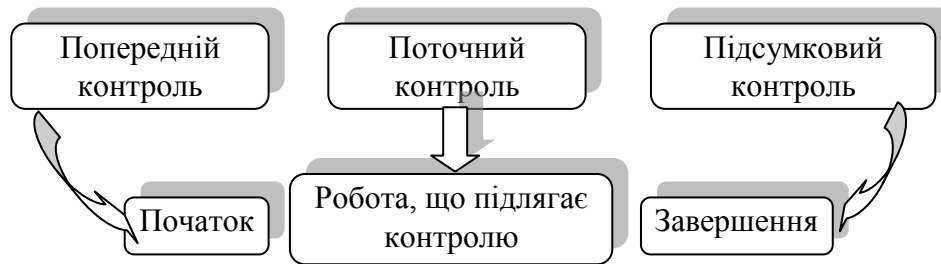 Попередній
контроль
Поточний
контроль
Підсумковий
контроль
Початок
Робота, що підлягає
контролю
Завершення